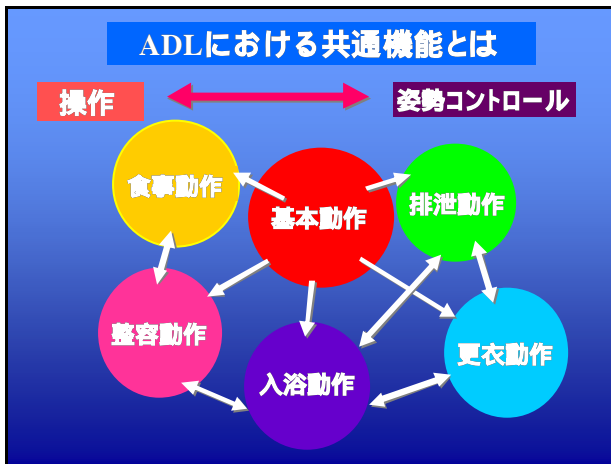 ADLにおける共通機能とは
操作
姿勢コントロール
食事動作
基本動作
排泄動作
整容動作
入浴動作
更衣動作